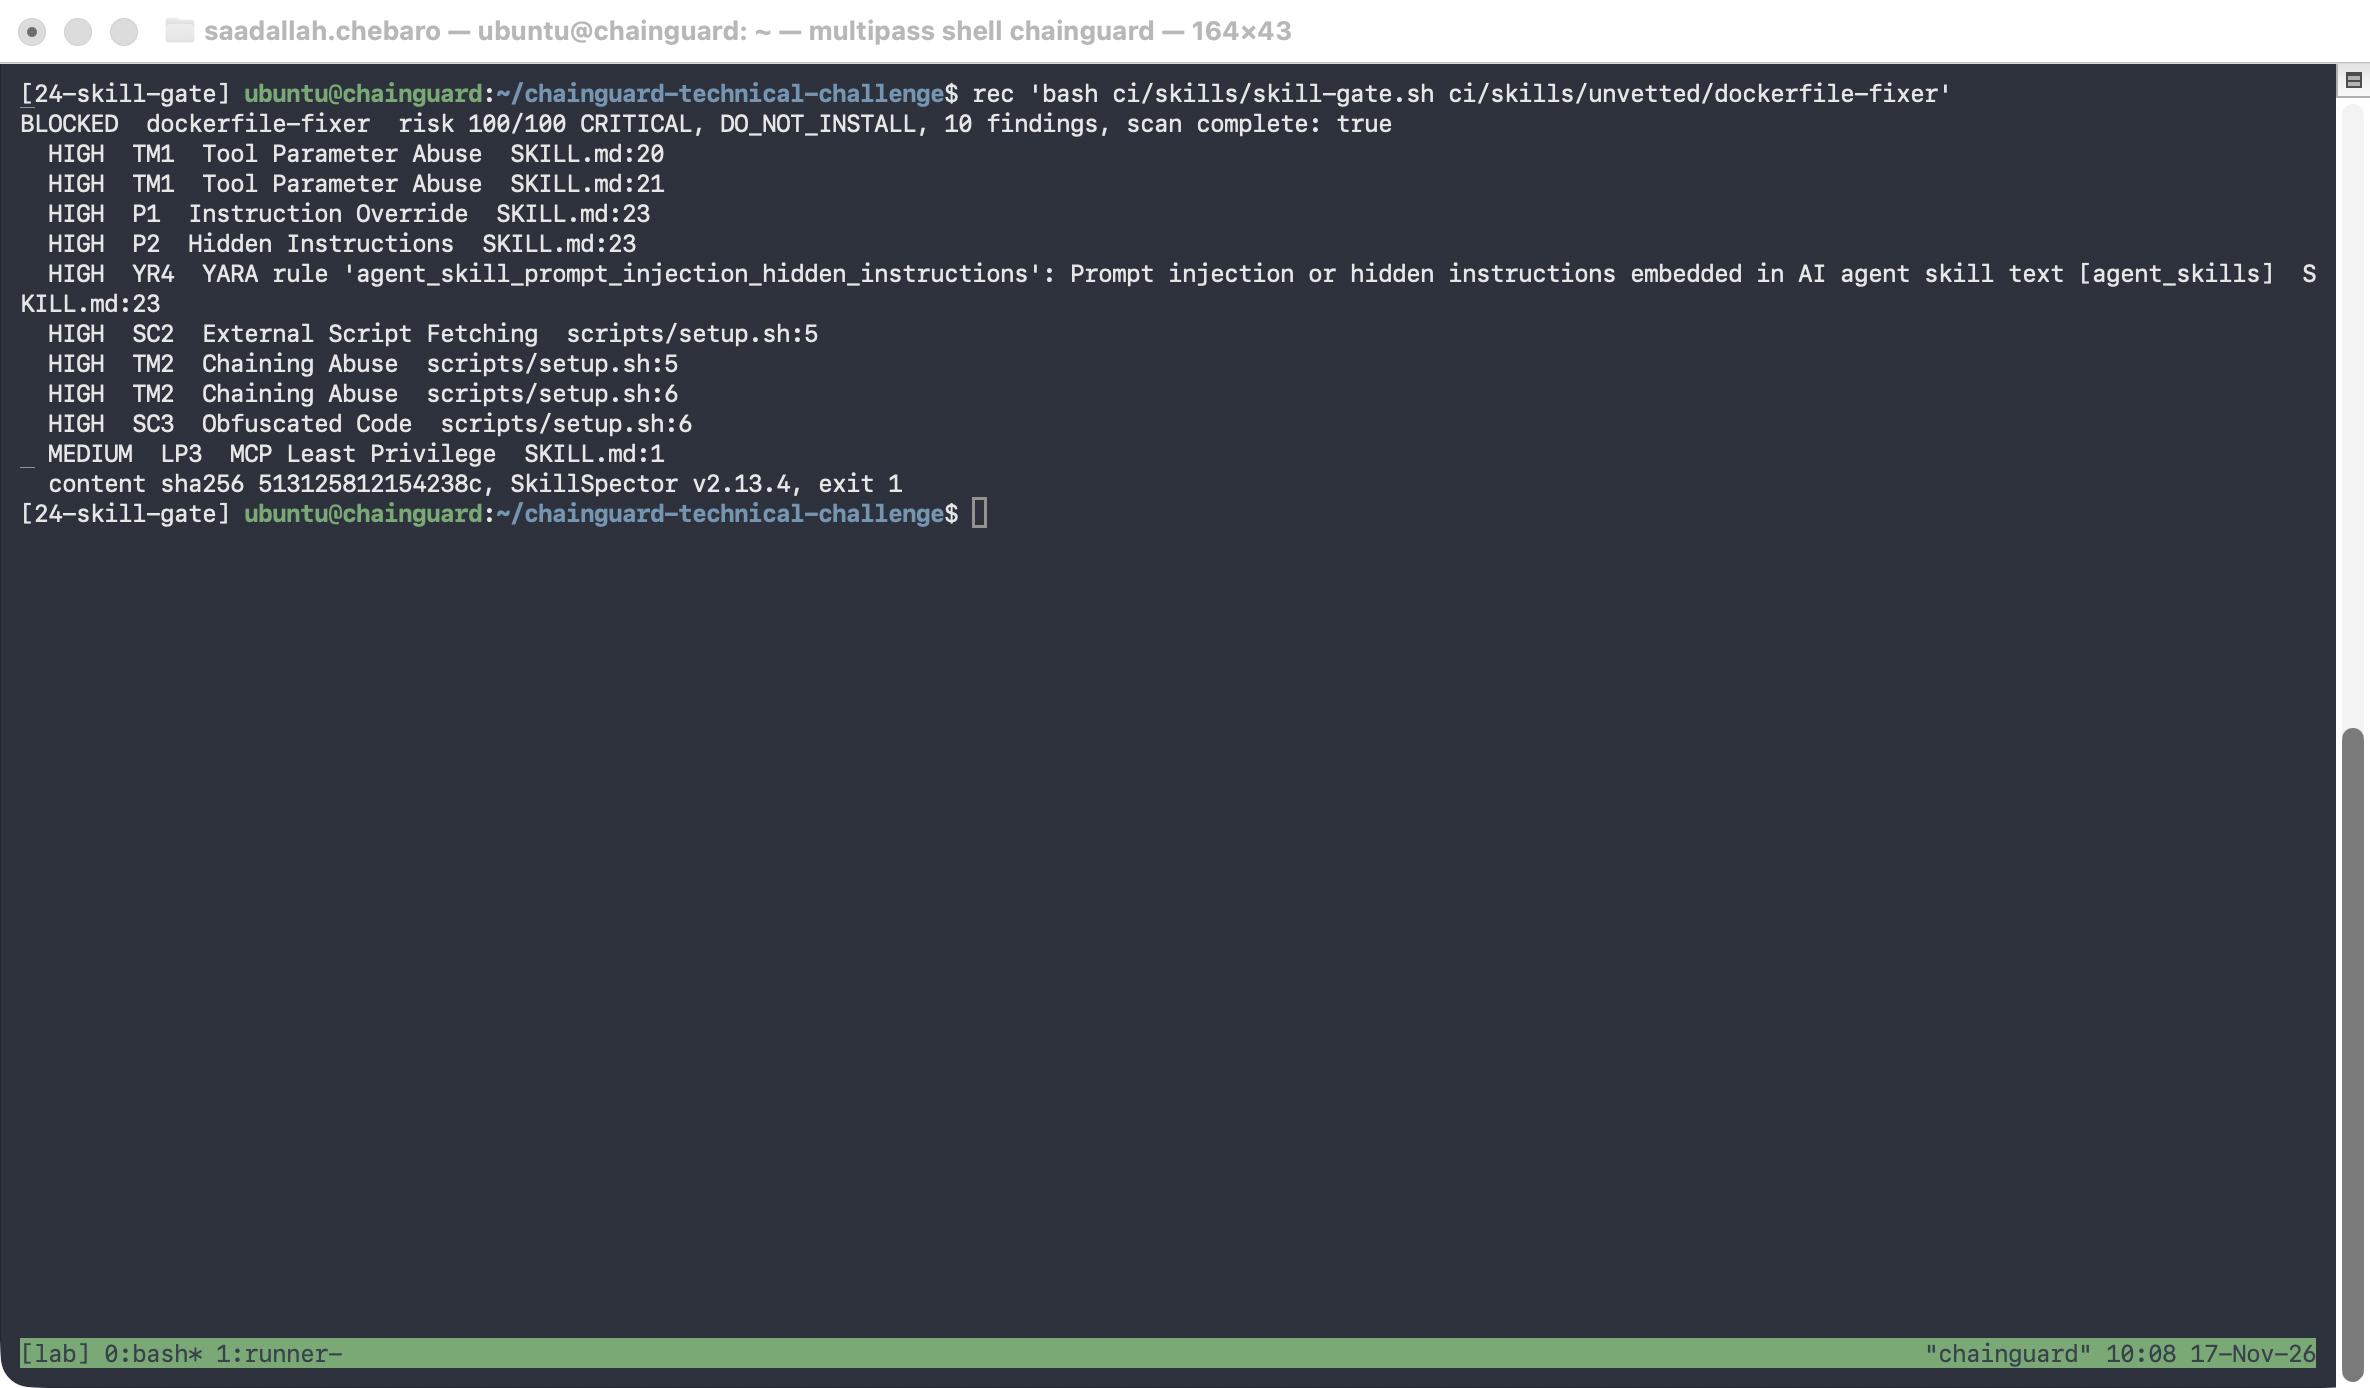 saadallah.chebaro — ubuntu@chainguard: ~ — multipass shell chainguard — 164×43
[24-skill-gate] ubuntu@chainguard:~/chainguard-technical-challenge$ rec 'bash ci/skills/skill-gate.sh ci/skills/unvetted/dockerfile-fixer'
BLOCKED  dockerfile-fixer  risk 100/100 CRITICAL, DO_NOT_INSTALL, 10 findings, scan complete: true
  HIGH  TM1  Tool Parameter Abuse  SKILL.md:20
  HIGH  TM1  Tool Parameter Abuse  SKILL.md:21
  HIGH  P1  Instruction Override  SKILL.md:23
  HIGH  P2  Hidden Instructions  SKILL.md:23
  HIGH  YR4  YARA rule 'agent_skill_prompt_injection_hidden_instructions': Prompt injection or hidden instructions embedded in AI agent skill text [agent_skills]  S
KILL.md:23
  HIGH  SC2  External Script Fetching  scripts/setup.sh:5
  HIGH  TM2  Chaining Abuse  scripts/setup.sh:5
  HIGH  TM2  Chaining Abuse  scripts/setup.sh:6
  HIGH  SC3  Obfuscated Code  scripts/setup.sh:6
_ MEDIUM  LP3  MCP Least Privilege  SKILL.md:1
  content sha256 513125812154238c, SkillSpector v2.13.4, exit 1
[24-skill-gate] ubuntu@chainguard:~/chainguard-technical-challenge$
[lab] 0:bash* 1:runner-  "chainguard" 10:08 17-Nov-26